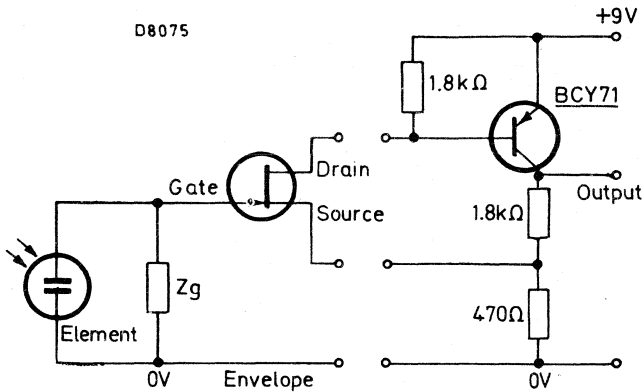 D8075
+9V
1.8kΩ
BCY71
Drain
Gate
Output
Source
1.8kΩ
Zg
470Ω
Element
0V
Envelope
0V